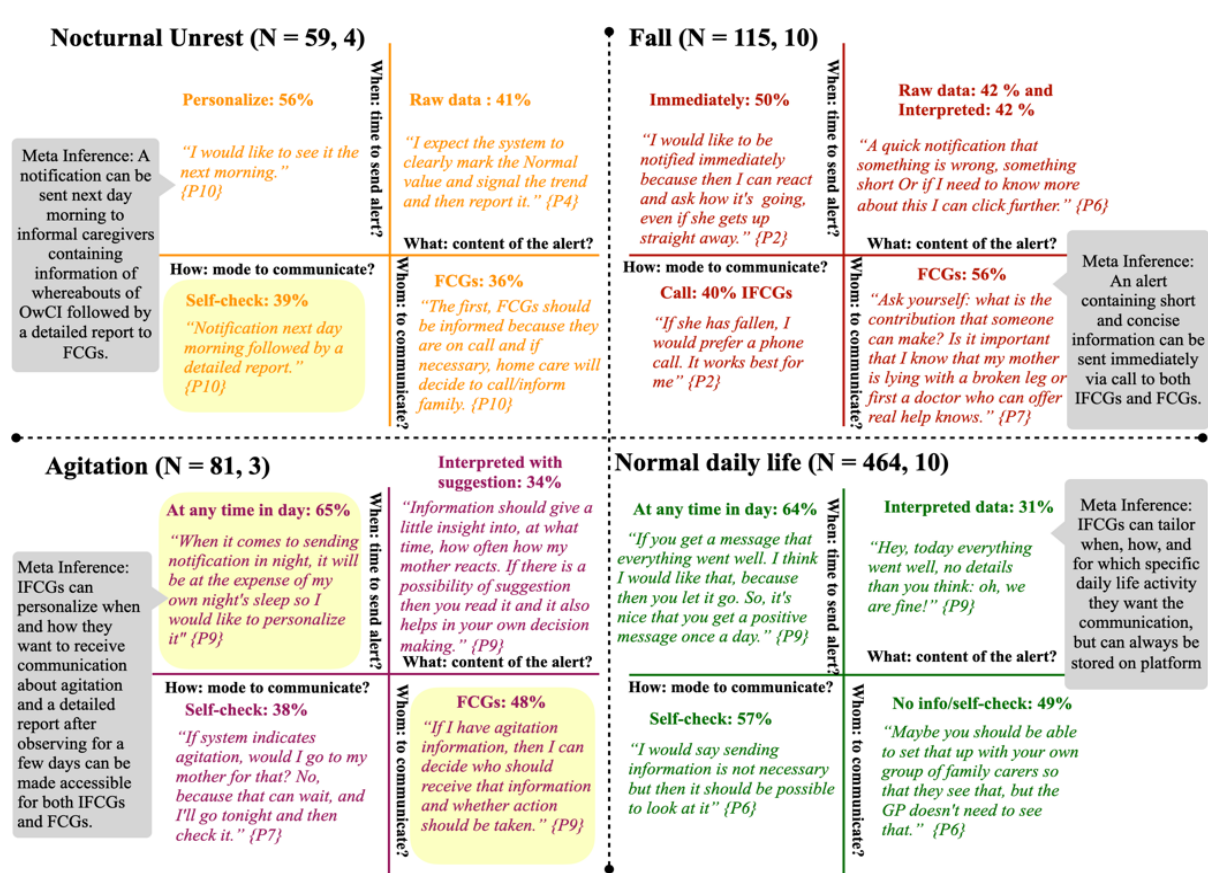 Nocturnal Unrest (N = 59, 4)
Personalize: 56%
“I would like to see it the
next morning.”
{P10}
When: time to send alert?
Raw data : 41%
“I expect the system to
clearly mark the Normal
value and signal the trend
and then report it.” {P4}
What: content of the alert?
Meta Inference: A
notification can be
sent next day
morning to
informal caregivers
containing
information of
whereabouts of
OwCI followed by
a detailed report to
FCGs.
How: mode to communicate?
Self-check: 39%
“Notification next day
morning followed by a
detailed report.”
{P10}
Whom: to communicate?
FCGs: 36%
“The first, FCGs should
be informed because they
are on call and if
necessary, home care will
decide to call/inform
family. {P10}
Fall (N = 115, 10)
Immediately: 50%
“I would like to be
notified immediately
because then I can react
and ask how it's going,
even if she gets up
straight away.” {P2}
When: time to send alert?
Raw data: 42 % and
Interpreted: 42 %
“A quick notification that
something is wrong, something
short Or if I need to know more
about this I can click further.” {P6}
What: content of the alert?
How: mode to communicate?
Call: 40% IFCGs
“If she has fallen, I
would prefer a phone
call. It works best for
me” {P2}
Whom: to communicate?
FCGs: 56%
“Ask yourself: what is the
contribution that someone
can make? Is it important
that I know that my mother
is lying with a broken leg or
first a doctor who can offer
real help knows.” {P7}
Meta Inference:
An alert
containing short
and concise
information can be
sent immediately
via call to both
IFCGs and FCGs.
Agitation (N = 81, 3)
At any time in day: 65%
“When it comes to sending
notification in night, it will
be at the expense of my
own night's sleep so I
would like to personalize
it" {P9}
When: time to send alert?
Interpreted with
suggestion: 34%
“Information should give a
little insight into, at what
time, how often how my
mother reacts. If there is a
possibility of suggestion
then you read it and it also
helps in your own decision
making.” {P9}
What: content of the alert?
Meta Inference:
IFCGs can
personalize when
and how they
want to receive
communication
about agitation
and a detailed
report after
observing for a
few days can be
made accessible
for both IFCGs
and FCGs.
How: mode to communicate?
Self-check: 38%
“If system indicates
agitation, would I go to my
mother for that? No,
because that can wait, and
I'll go tonight and then
check it.” {P7}
Whom: to communicate?
FCGs: 48%
“If I have agitation
information, then I can
decide who should
receive that information
and whether action
should be taken.” {P9}
Normal daily life (N = 464, 10)
At any time in day: 64%
“If you get a message that
everything went well. I think
I would like that, because
then you let it go. So, it's
nice that you get a positive
message once a day.” {P9}
When: time to send alert?
Interpreted data: 31%
“Hey, today everything
went well, no details
than you think: oh, we
are fine!” {P9}
What: content of the alert?
Meta Inference:
IFCGs can tailor
when, how, and
for which specific
daily life activity
they want the
communication,
but can always be
stored on platform
How: mode to communicate?
Self-check: 57%
“I would say sending
information is not necessary
but then it should be possible
to look at it” {P6}
Whom: to communicate?
No info/self-check: 49%
“Maybe you should be able to
set that up with your own
group of family carers so
that they see that, but the
GP doesn't need to see
that.” {P6}